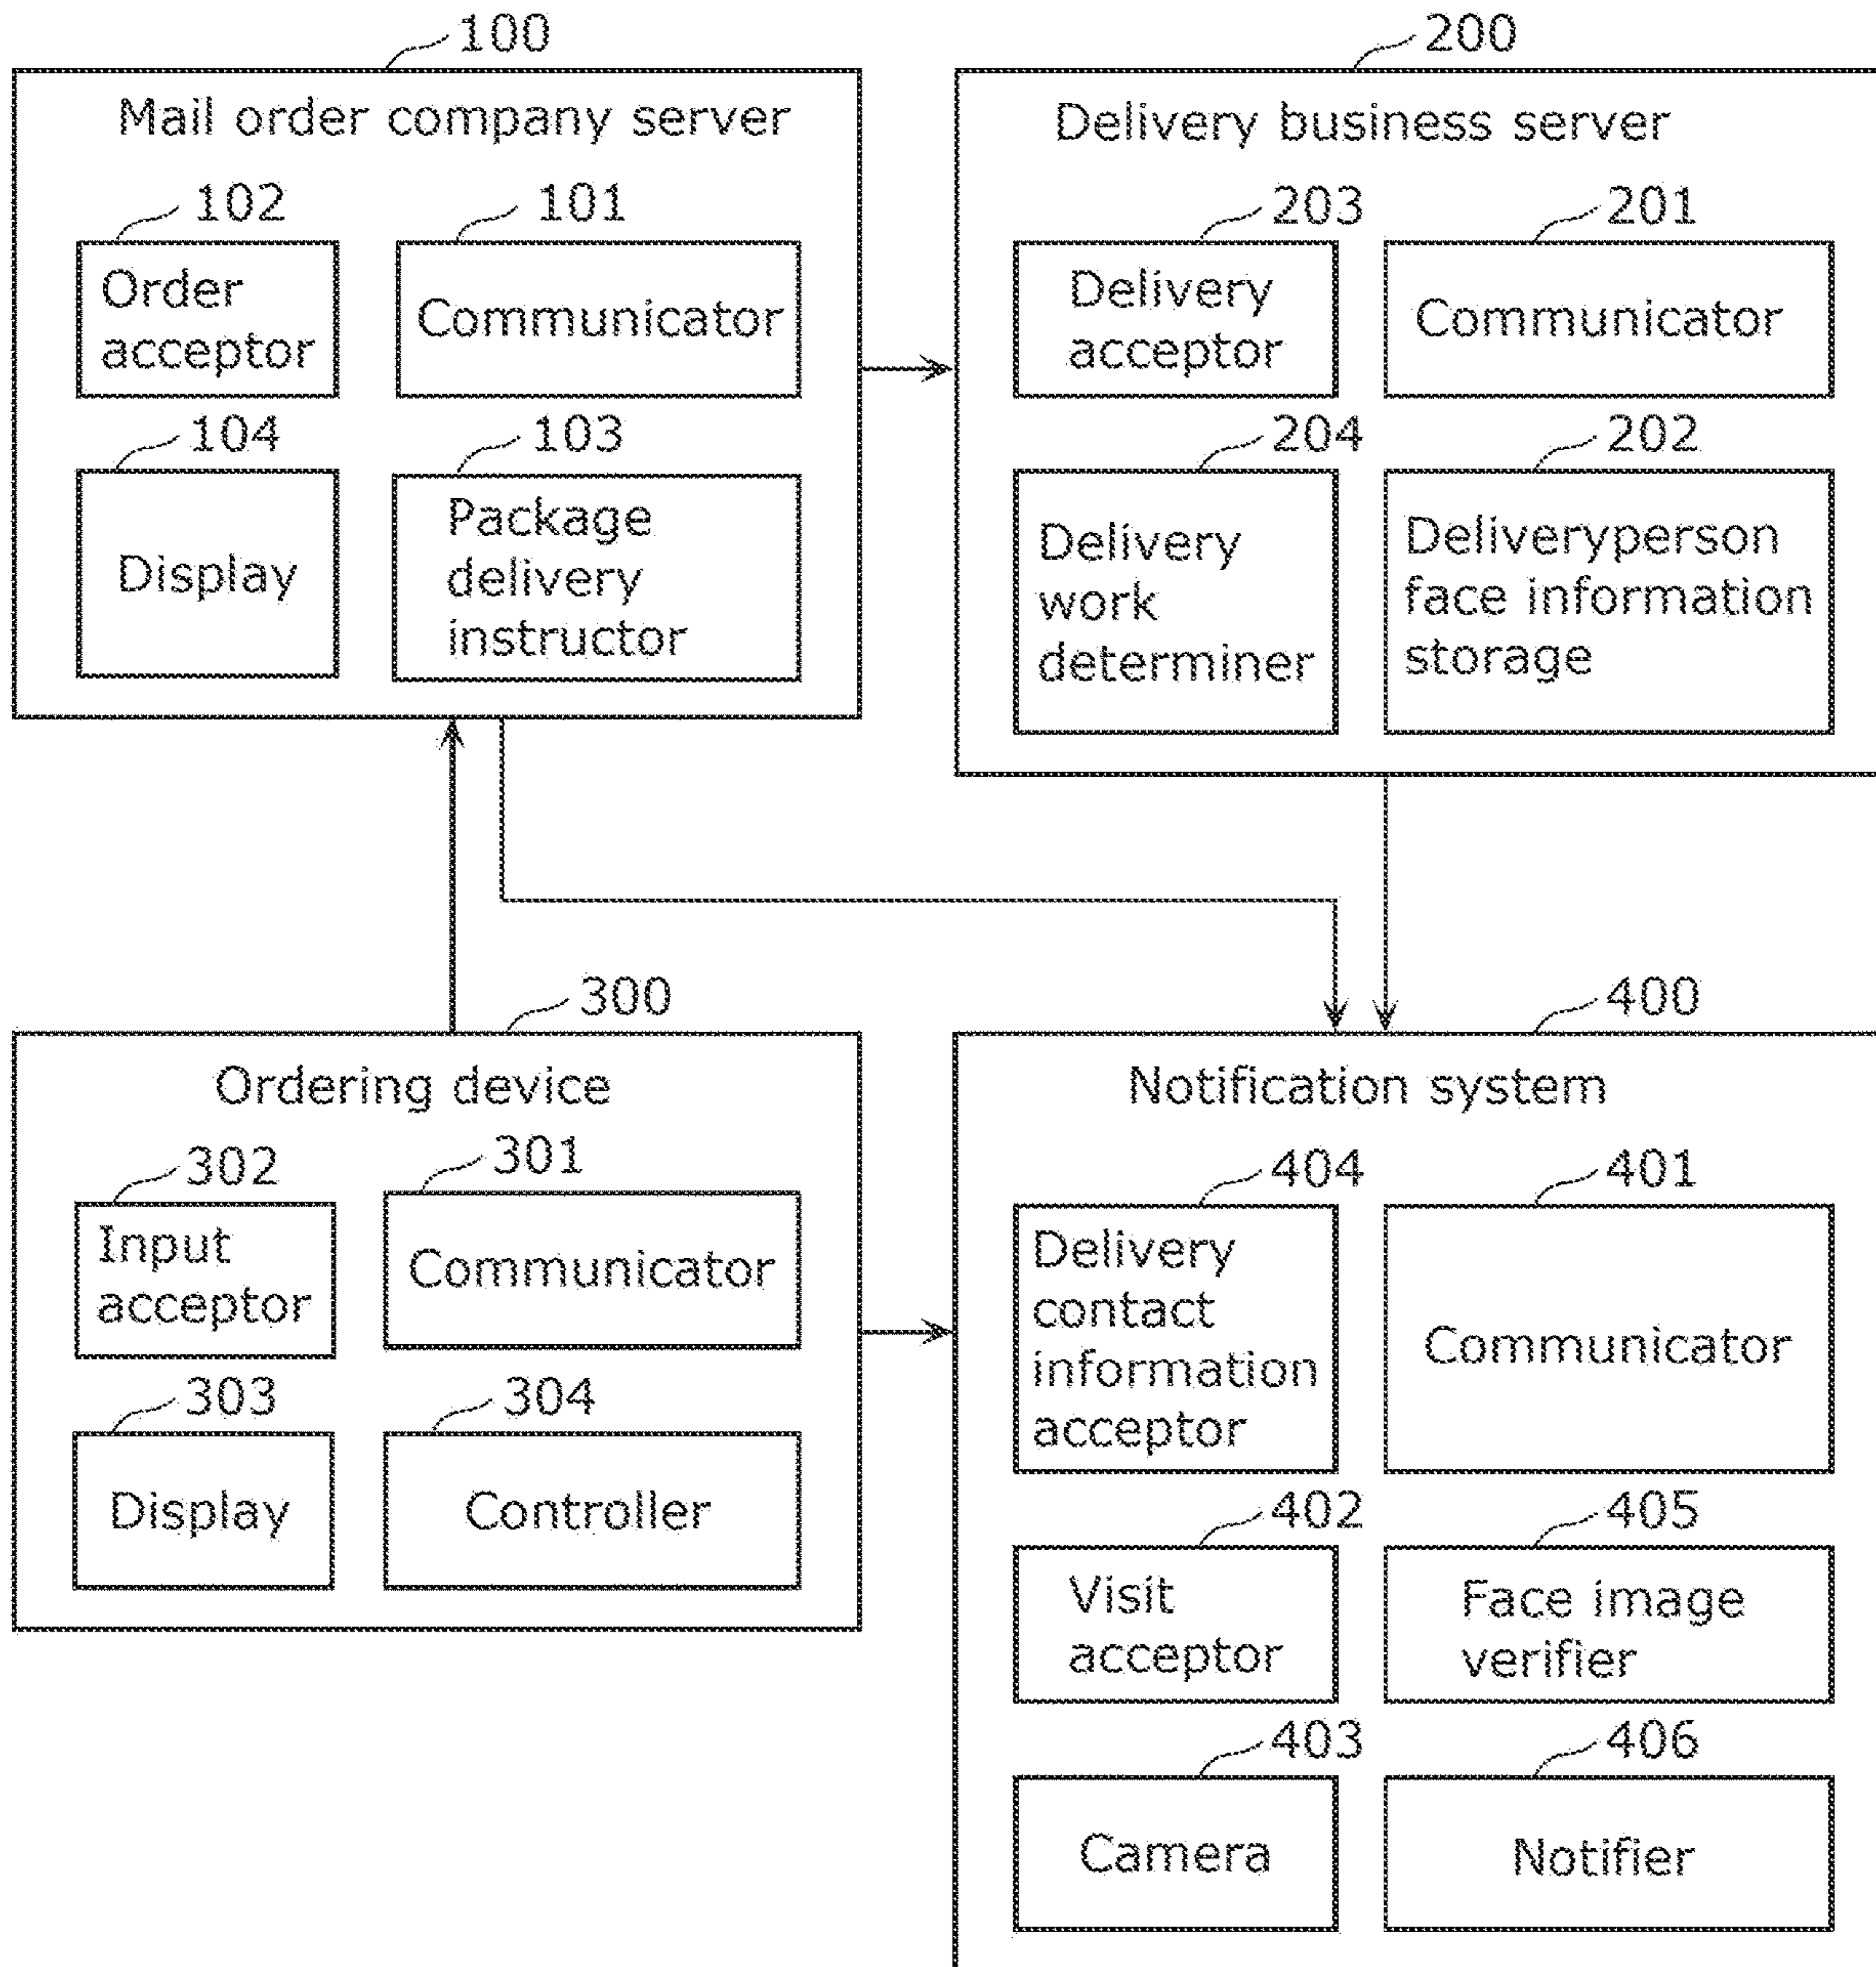 100
Mail order company server
102
Order
acceptor
101
Communicator
104
Display
103
Package
delivery
instructor
200
Delivery business server
203
Delivery
acceptor
201
Communicator
204
Delivery
work
determiner
202
Deliveryperson
face information
storage
300
Ordering device
302
Input
acceptor
301
Communicator
303
Display
304
Controller
400
Notification system
404
Delivery
contact
information
acceptor
401
Communicator
402
Visit
acceptor
405
Face image
verifier
403
Camera
406
Notifier